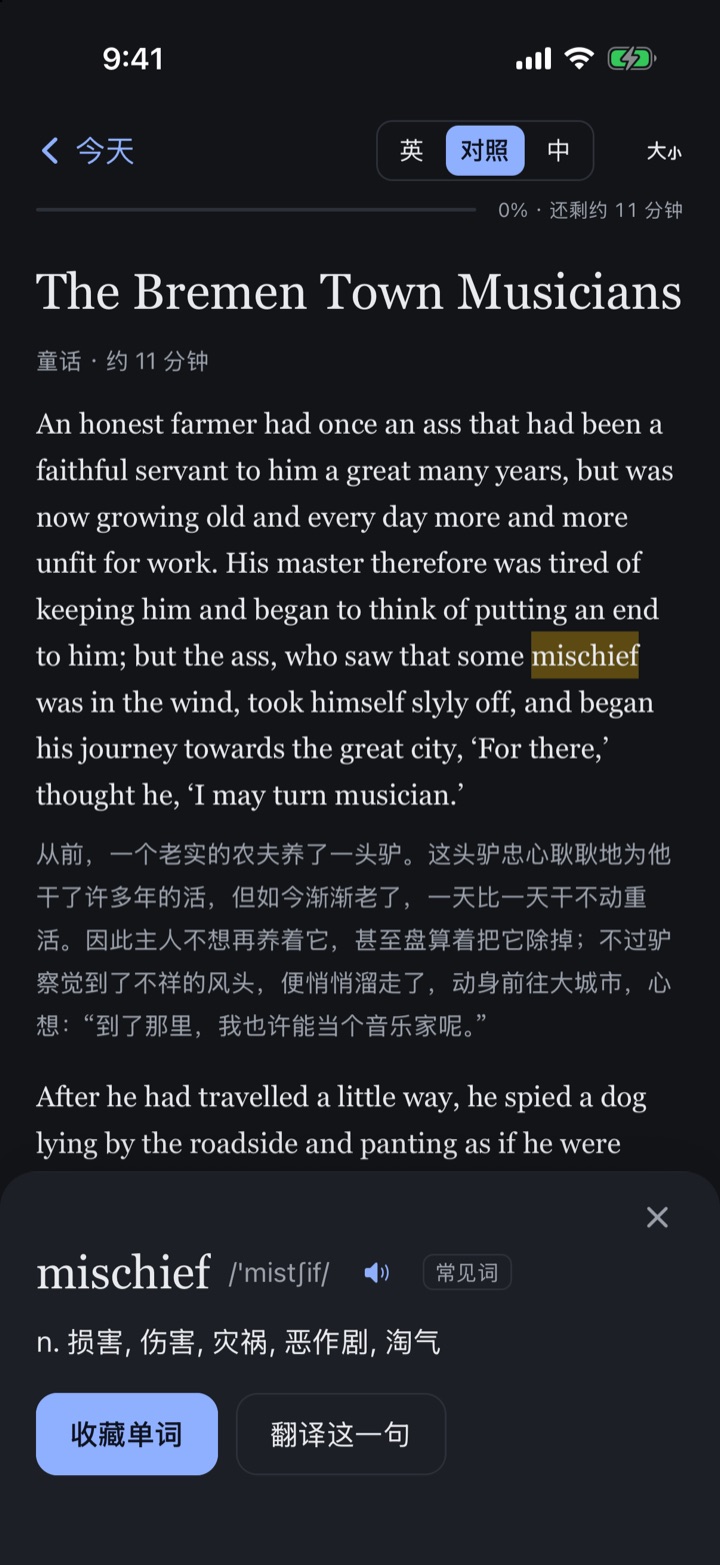 9:41
今天
英 对照 中
大小
0% · 还剩约 11 分钟
The Bremen Town Musicians
童话 · 约 11 分钟
An honest farmer had once an ass that had been a
faithful servant to him a great many years, but was
now growing old and every day more and more
unfit for work. His master therefore was tired of
keeping him and began to think of putting an end
to him; but the ass, who saw that some mischief
was in the wind, took himself slyly off, and began
his journey towards the great city, ‘For there,’
thought he, ‘I may turn musician.’
从前，一个老实的农夫养了一头驴。这头驴忠心耿耿地为他
干了许多年的活，但如今渐渐老了，一天比一天干不动重
活。因此主人不想再养着它，甚至盘算着把它除掉；不过驴
察觉到了不祥的风头，便悄悄溜走了，动身前往大城市，心
想：“到了那里，我也许能当个音乐家呢。”
After he had travelled a little way, he spied a dog
lying by the roadside and panting as if he were
mischief /'mistʃif/ 常见词
n. 损害, 伤害, 灾祸, 恶作剧, 淘气
收藏单词 翻译这一句